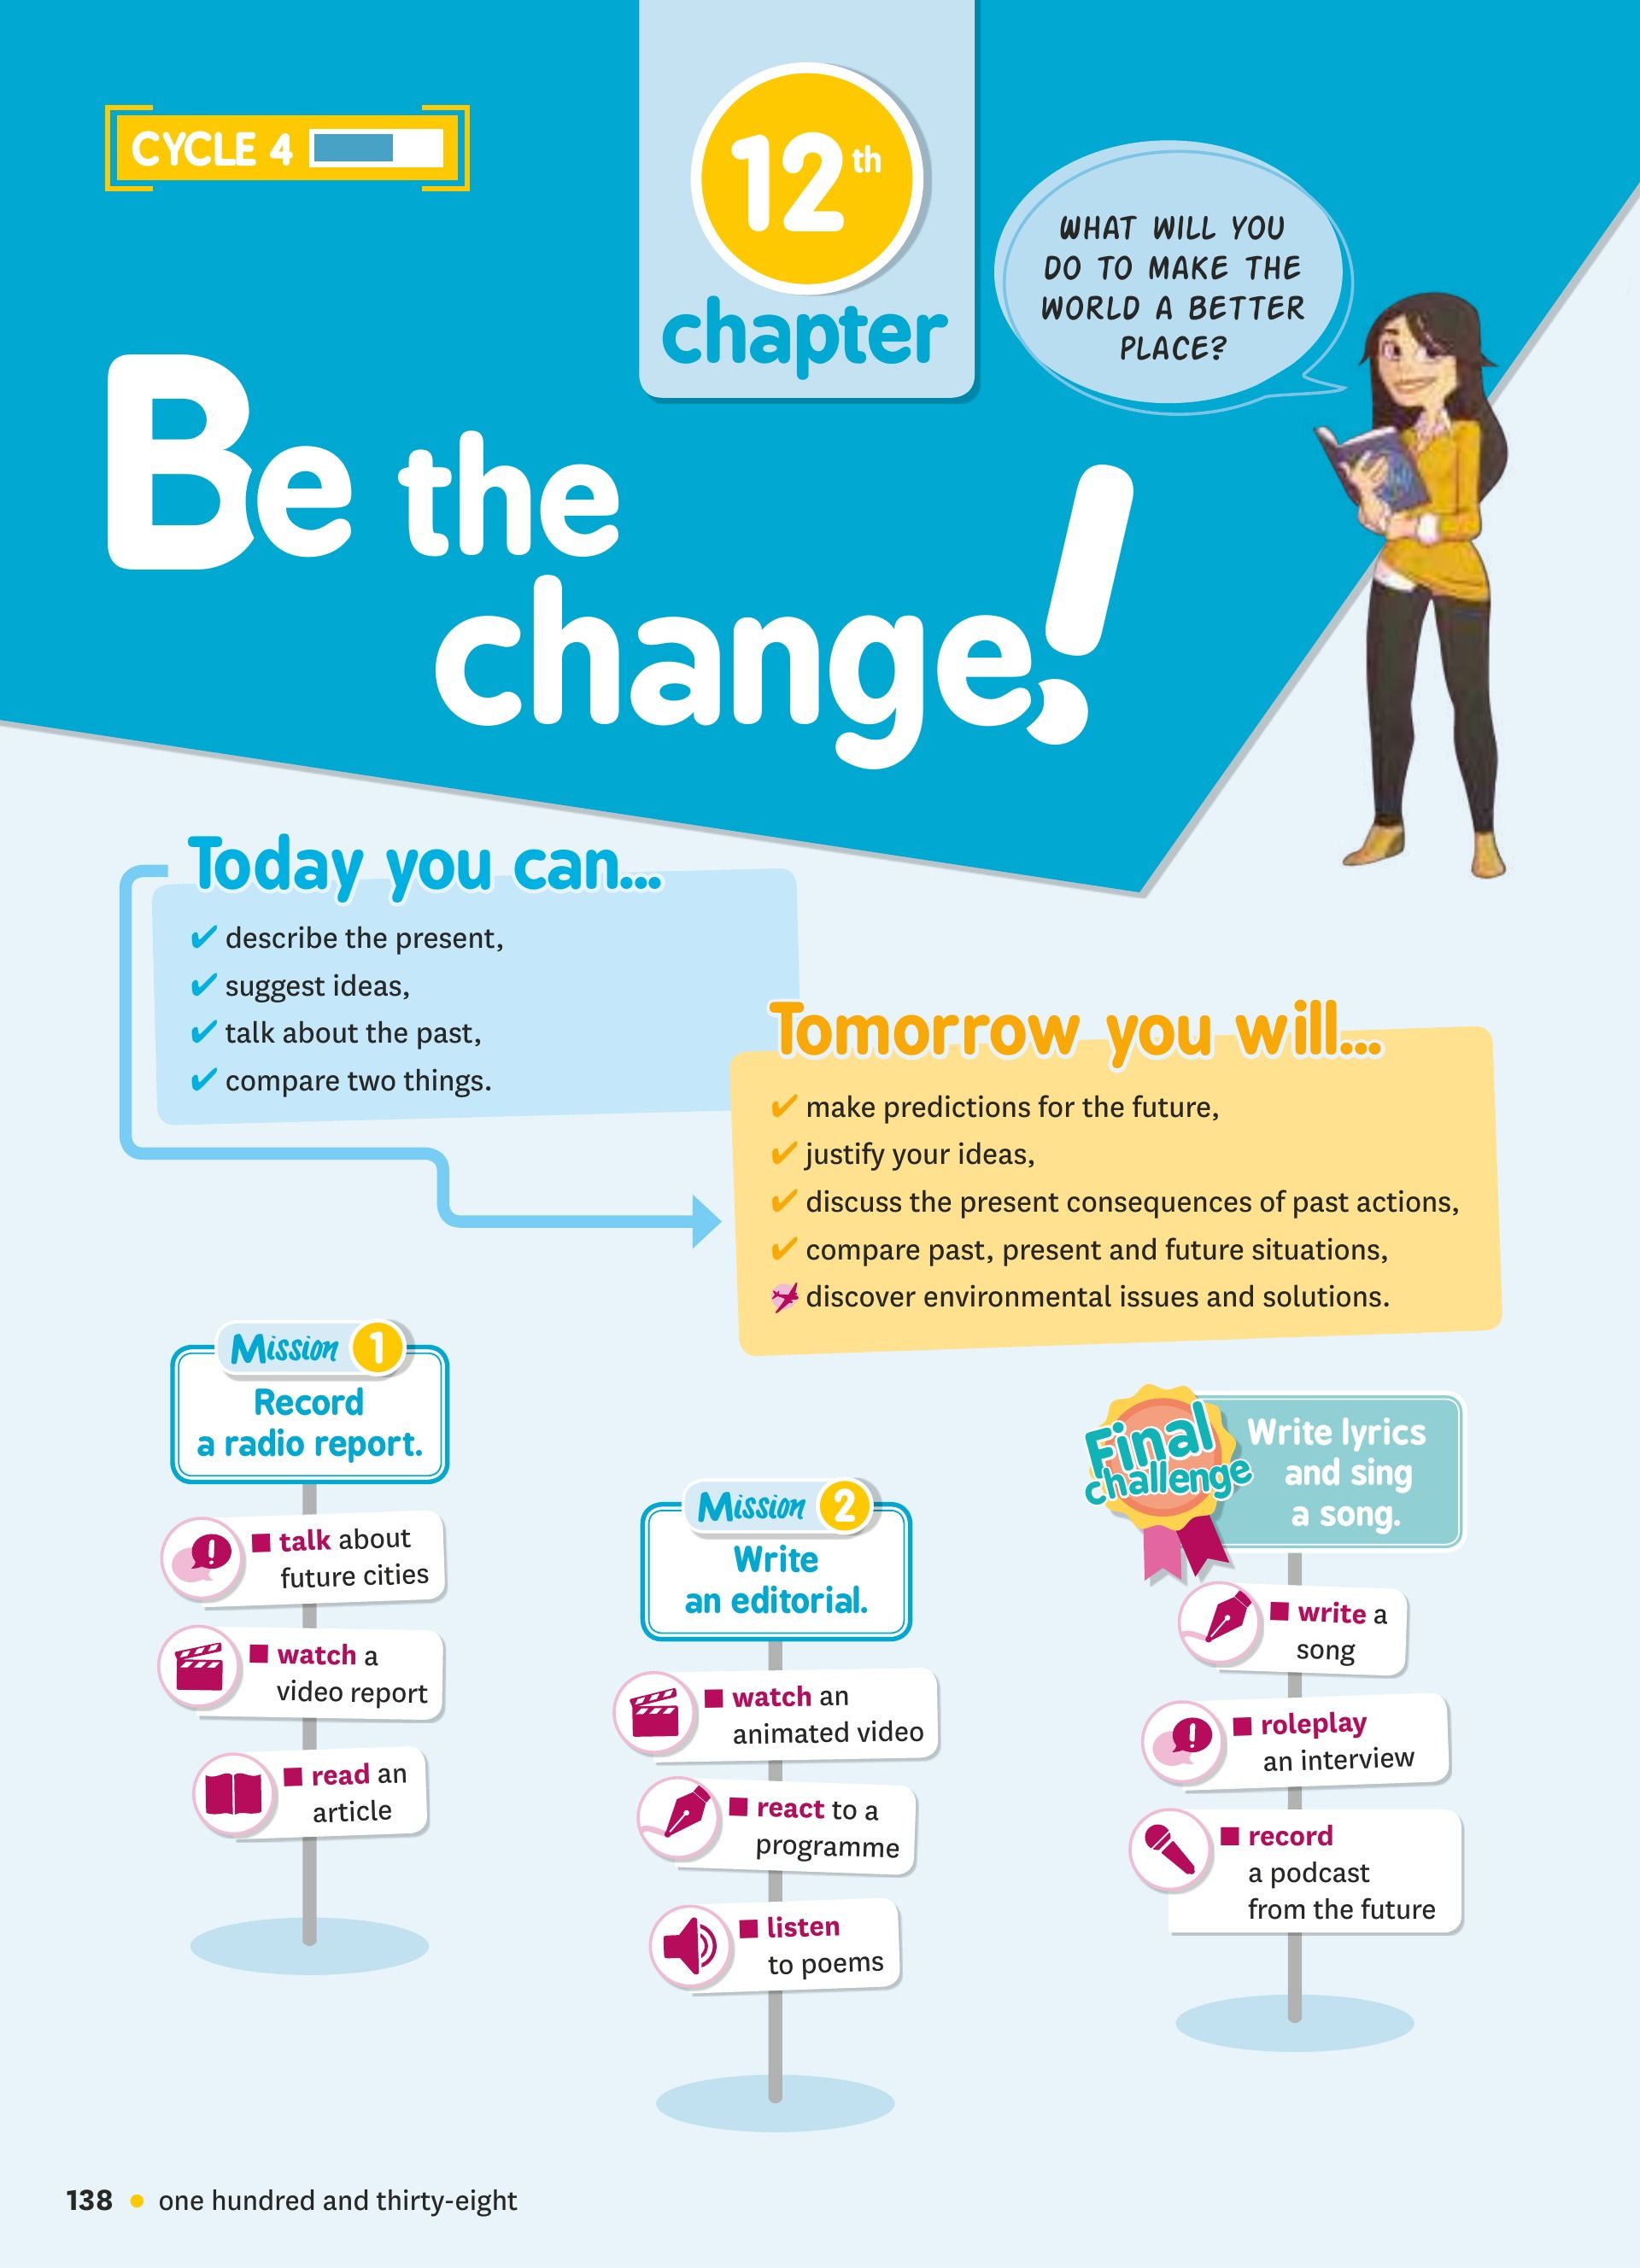 CYCLE 4
12th
chapter
WHAT WILL YOU
DO TO MAKE THE
WORLD A BETTER
PLACE?
Be the
change!
Today you can...
✔ describe the present,
✔ suggest ideas,
✔ talk about the past,
✔ compare two things.
Tomorrow you will...
✔ make predictions for the future,
✔ justify your ideas,
✔ discuss the present consequences of past actions,
✔ compare past, present and future situations,
discover environmental issues and solutions.
Mission 1
Record
a radio report.
■ talk about
future cities
■ watch a
video report
■ read an
article
Mission 2
Write
an editorial.
■ watch an
animated video
■ react to a
programme
■ listen
to poems
Final
challenge
Write lyrics
and sing
a song.
■ write a
song
■ roleplay
an interview
■ record
a podcast
from the future
138 • one hundred and thirty-eight